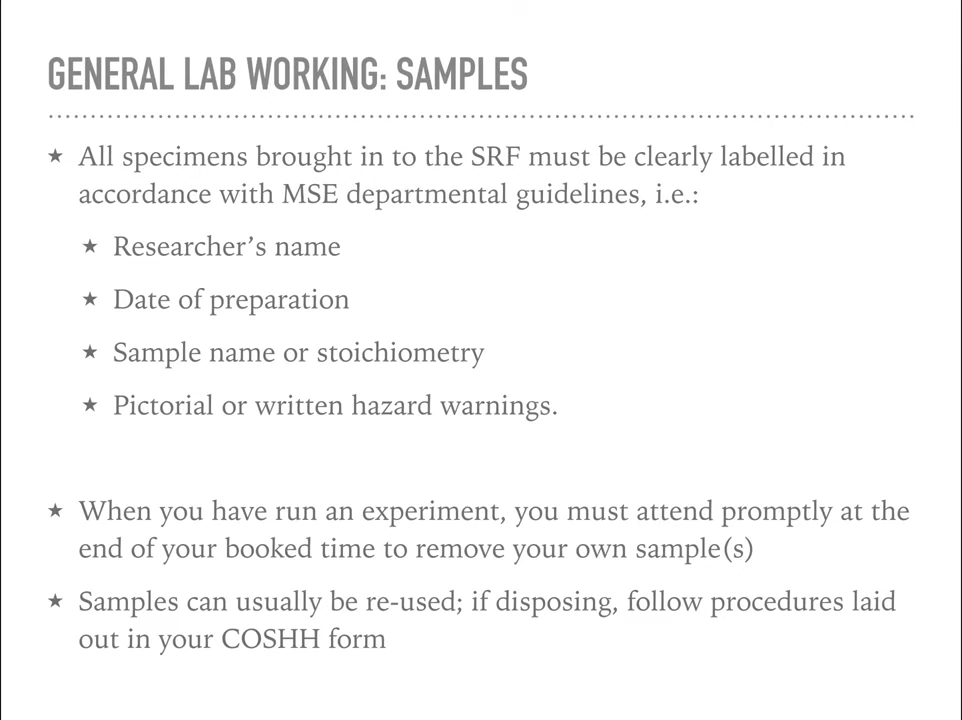 GENERAL LAB WORKING: SAMPLES
★ All specimens brought in to the SRF must be clearly labelled in
accordance with MSE departmental guidelines, i.e.:
★ Researcher’s name
★ Date of preparation
★ Sample name or stoichiometry
★ Pictorial or written hazard warnings.
★ When you have run an experiment, you must attend promptly at the
end of your booked time to remove your own sample(s)
★ Samples can usually be re-used; if disposing, follow procedures laid
out in your COSHH form